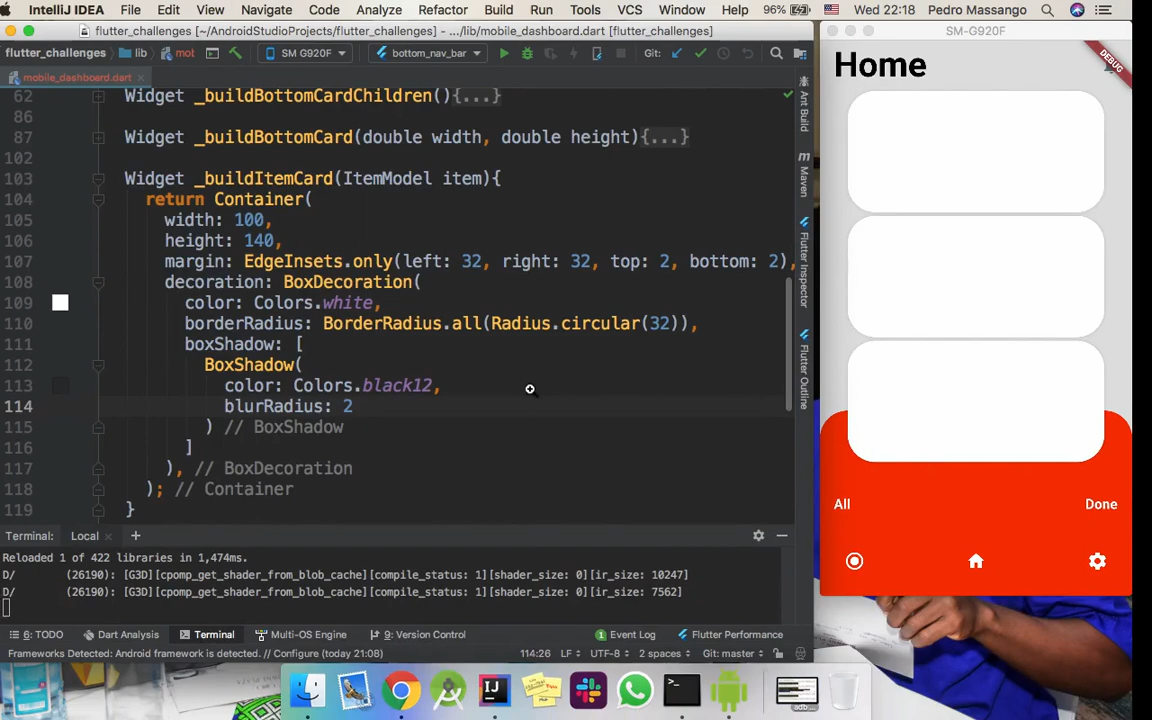 IntelliJ IDEA File Edit View Navigate Code Analyze Refactor Build Run Tools VCS Window Help 96% Wed 22:18 Pedro Massango
flutter_challenges [~/AndroidStudioProjects/flutter_challenges] - .../lib/mobile_dashboard.dart [flutter_challenges]
SM-G920F
flutter_challenges lib mot SM G920F bottom_nav_bar Git:
mobile_dashboard.dart
62 Widget _buildBottomCardChildren(){...}
86
87 Widget _buildBottomCard(double width, double height){...}
102
103 Widget _buildItemCard(ItemModel item){
104 return Container(
105 width: 100,
106 height: 140,
107 margin: EdgeInsets.only(left: 32, right: 32, top: 2, bottom: 2),
108 decoration: BoxDecoration(
109 color: Colors.white,
110 borderRadius: BorderRadius.all(Radius.circular(32)),
111 boxShadow: [
112 BoxShadow(
113 color: Colors.black12,
114 blurRadius: 2
115 ) // BoxShadow
116 ]
117 ), // BoxDecoration
118 ); // Container
119 }
Ant Build
Maven
Flutter Inspector
Flutter Outline
Home
DEBUG
All Done
Terminal: Local +
Reloaded 1 of 422 libraries in 1,474ms.
D/ (26190): [G3D][cpomp_get_shader_from_blob_cache][compile_status: 1][shader_size: 0][ir_size: 10247]
D/ (26190): [G3D][cpomp_get_shader_from_blob_cache][compile_status: 1][shader_size: 0][ir_size: 7562]
6: TODO Dart Analysis Terminal Multi-OS Engine 9: Version Control 1 Event Log Flutter Performance
Frameworks Detected: Android framework is detected. // Configure (today 21:08) 114:26 LF UTF-8 2 spaces Git: master